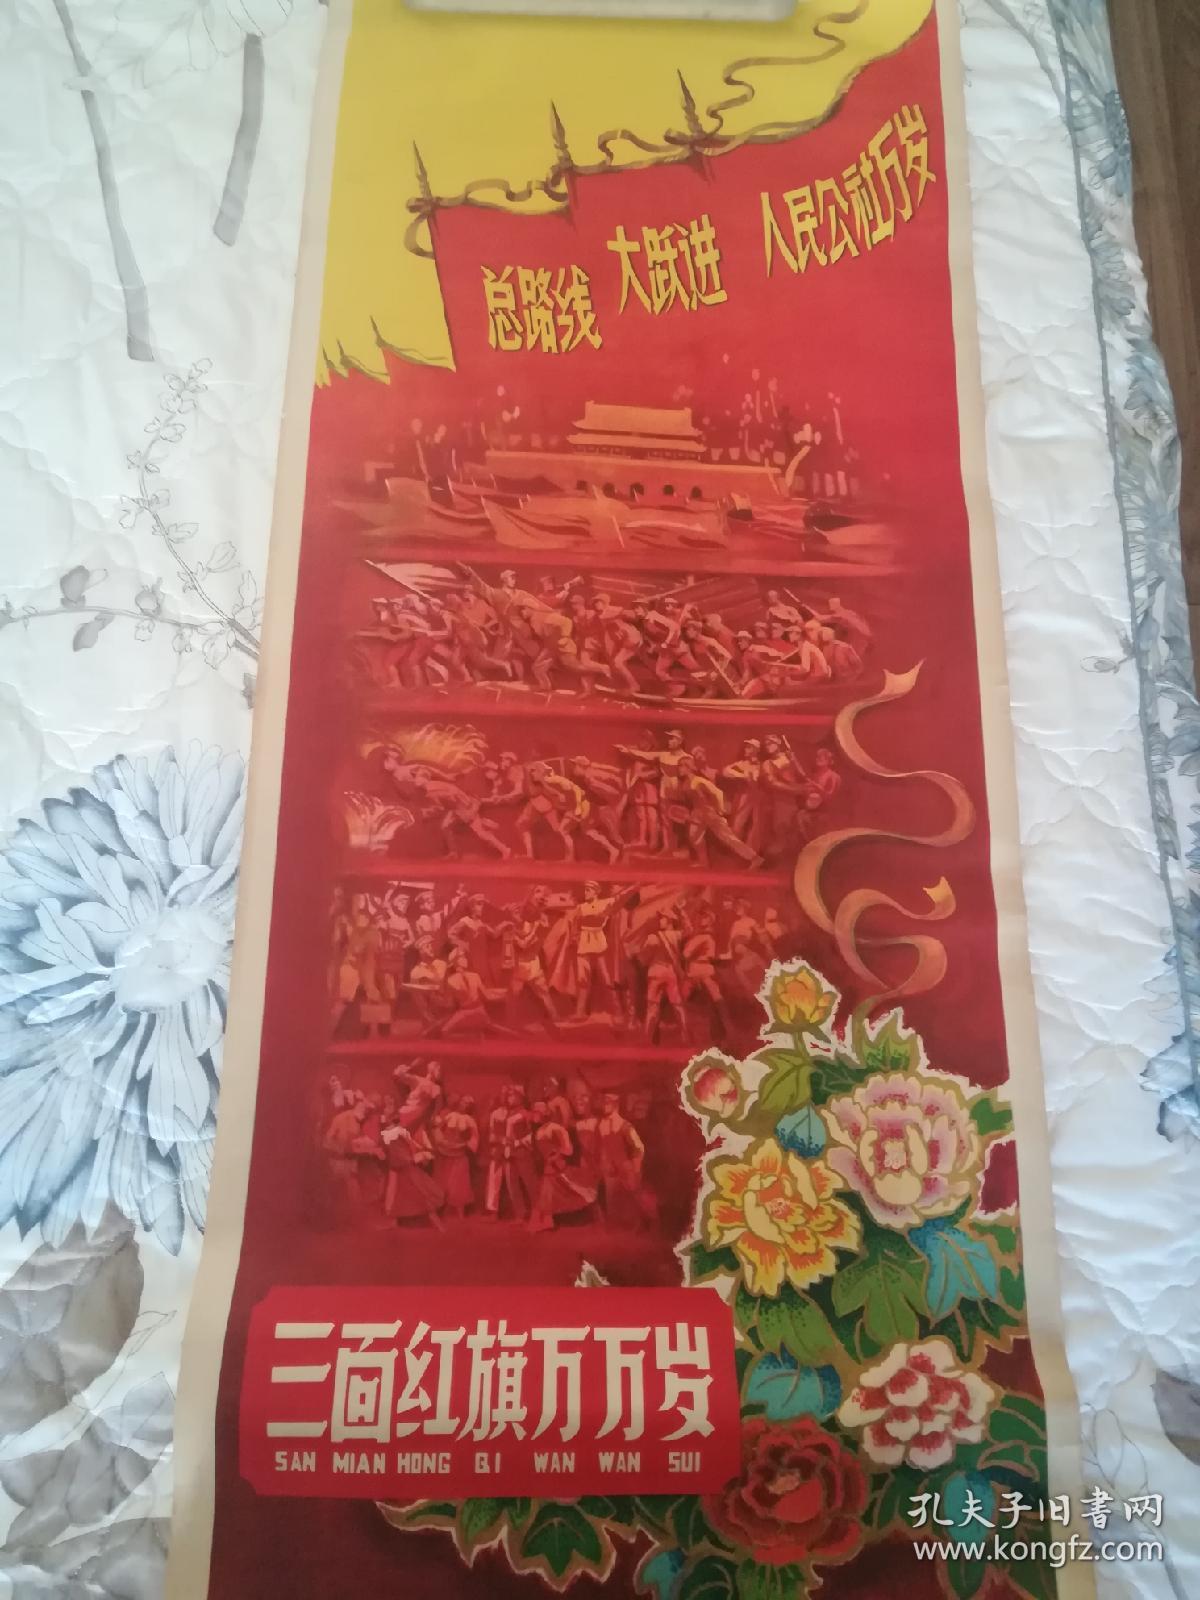 总路线 大跃进 人民公社万岁
三面红旗万万岁
SAN MIAN HONG QI WAN WAN SUI
孔夫子旧書网
www.kongfz.com